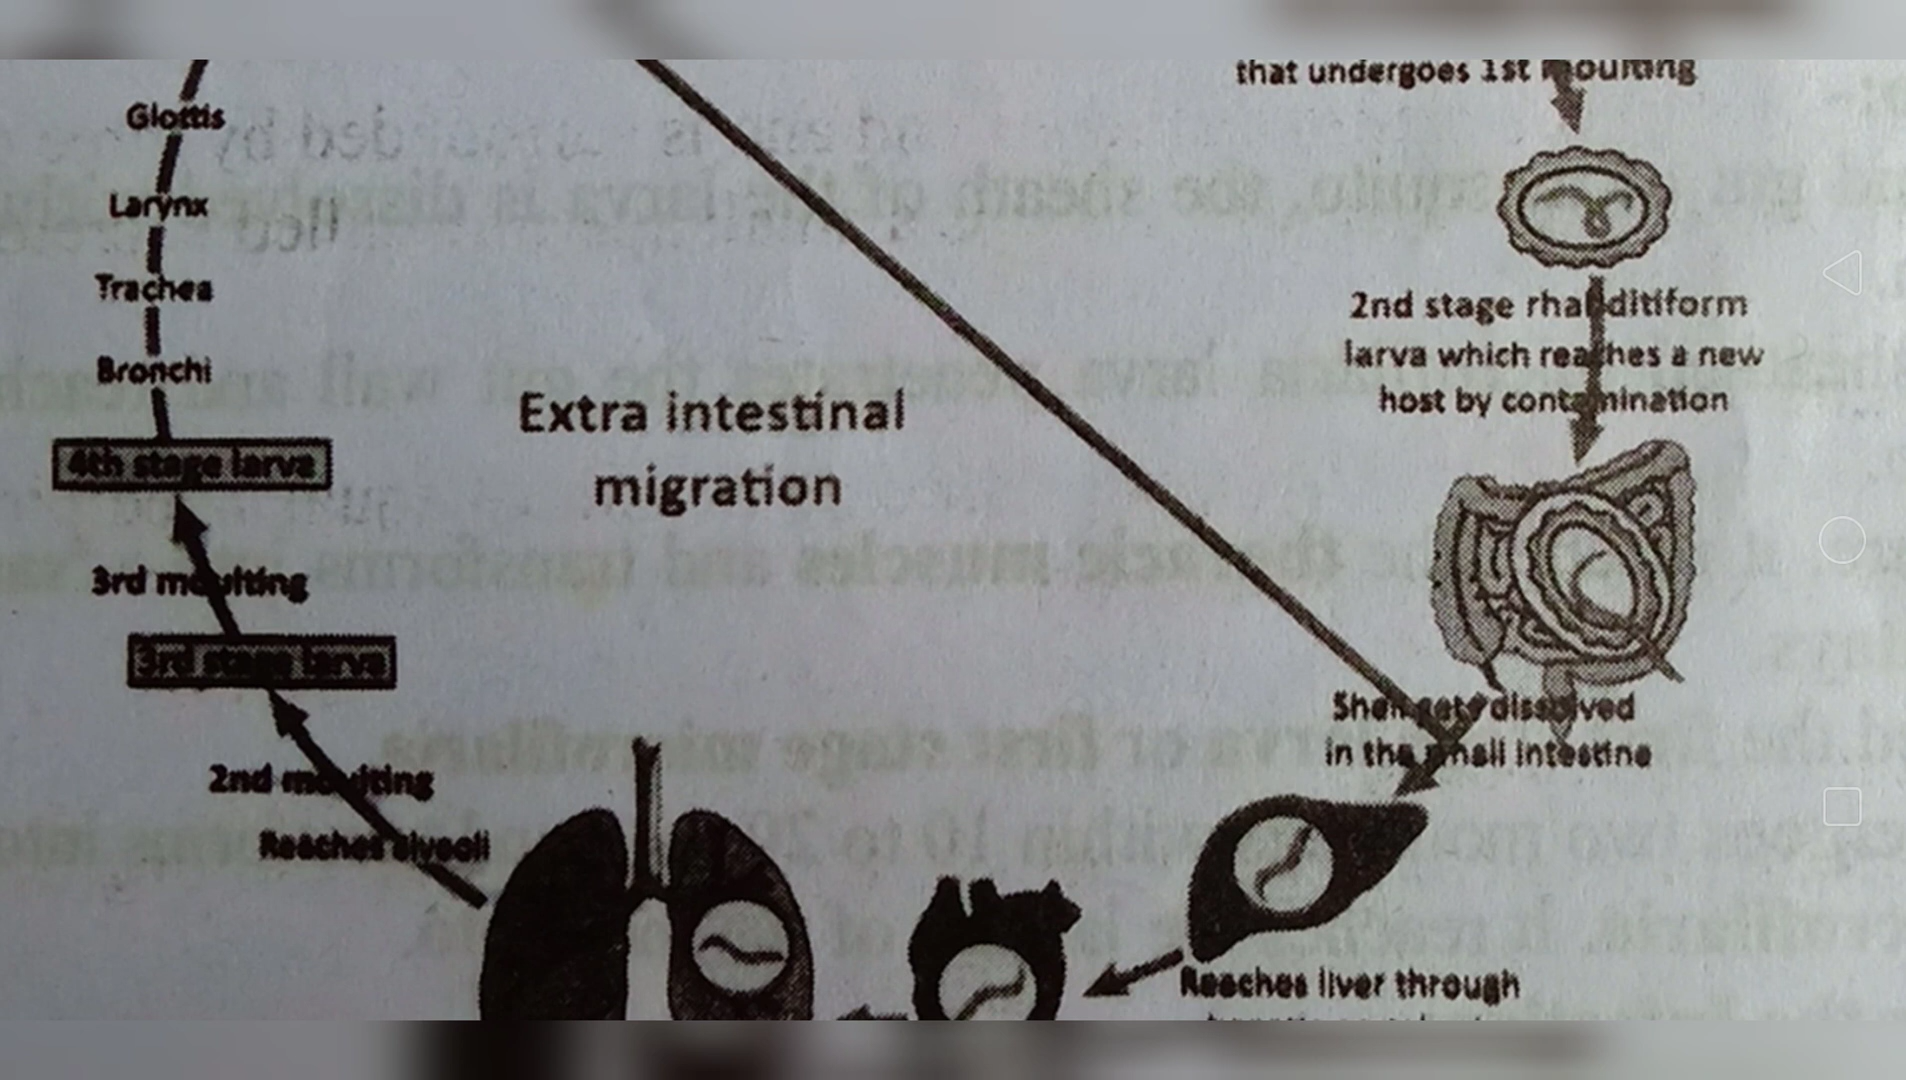 that undergoes 1st moulting
Glottis
Larynx
Trachea
Bronchi
2nd stage rhabditiform
larva which reaches a new
host by contamination
Extra intestinal
migration
4th stage larva
3rd moulting
3rd stage larva
2nd moulting
Reaches alveoli
Shell gets dissolved
in the small intestine
Reaches liver through